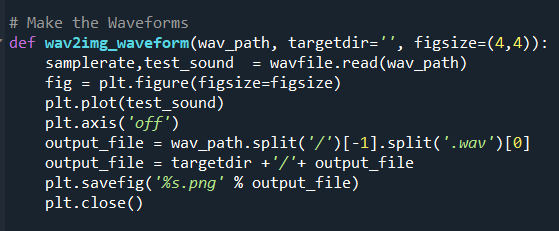 # Make the Waveforms
def wav2img_waveform(wav_path, targetdir='', figsize=(4,4)):
    samplerate,test_sound  = wavfile.read(wav_path)
    fig = plt.figure(figsize=figsize)
    plt.plot(test_sound)
    plt.axis('off')
    output_file = wav_path.split('/')[-1].split('.wav')[0]
    output_file = targetdir +'/'+ output_file
    plt.savefig('%s.png' % output_file)
    plt.close()